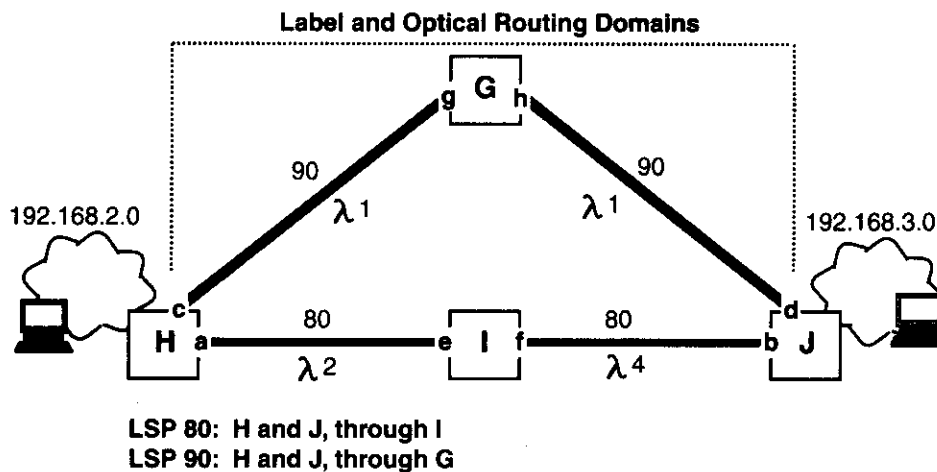 Label and Optical Routing Domains
g G h
90
90
λ1
λ1
192.168.2.0
192.168.3.0
c
d
H a
80
e I f
80
b J
λ2
λ4
LSP 80: H and J, through I
LSP 90: H and J, through G